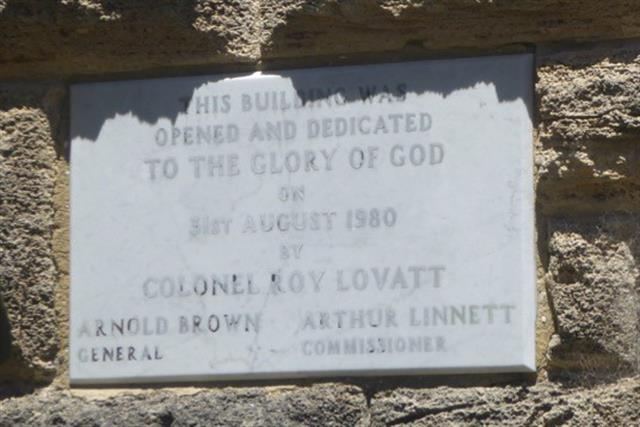 THIS BUILDING WAS
OPENED AND DEDICATED
TO THE GLORY OF GOD
ON
31ST AUGUST 1980
BY
COLONEL ROY LOVATT
ARNOLD BROWN ARTHUR LINNETT
GENERAL COMMISSIONER